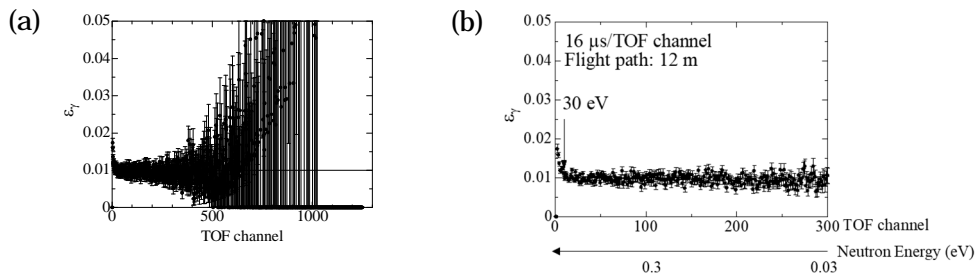 (a)
0.05
0.04
0.03
0.02
0.01
0
εγ
0 500 1000
TOF channel
(b)
0.05
0.04
0.03
0.02
0.01
0
εγ
16 µs/TOF channel
Flight path: 12 m
30 eV
100 200 300 TOF channel
Neutron Energy (eV)
0.3 0.03